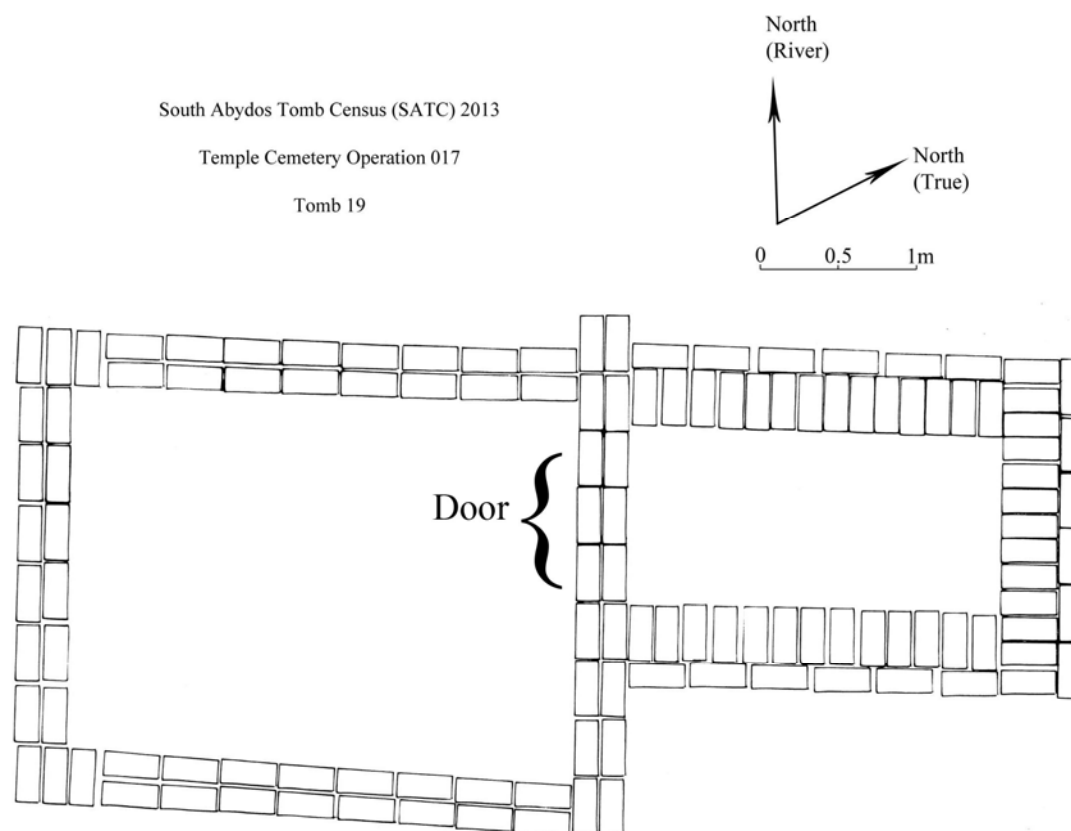 North
(River)
South Abydos Tomb Census (SATC) 2013
Temple Cemetery Operation 017
North
(True)
Tomb 19
0 0.5 1m
Door